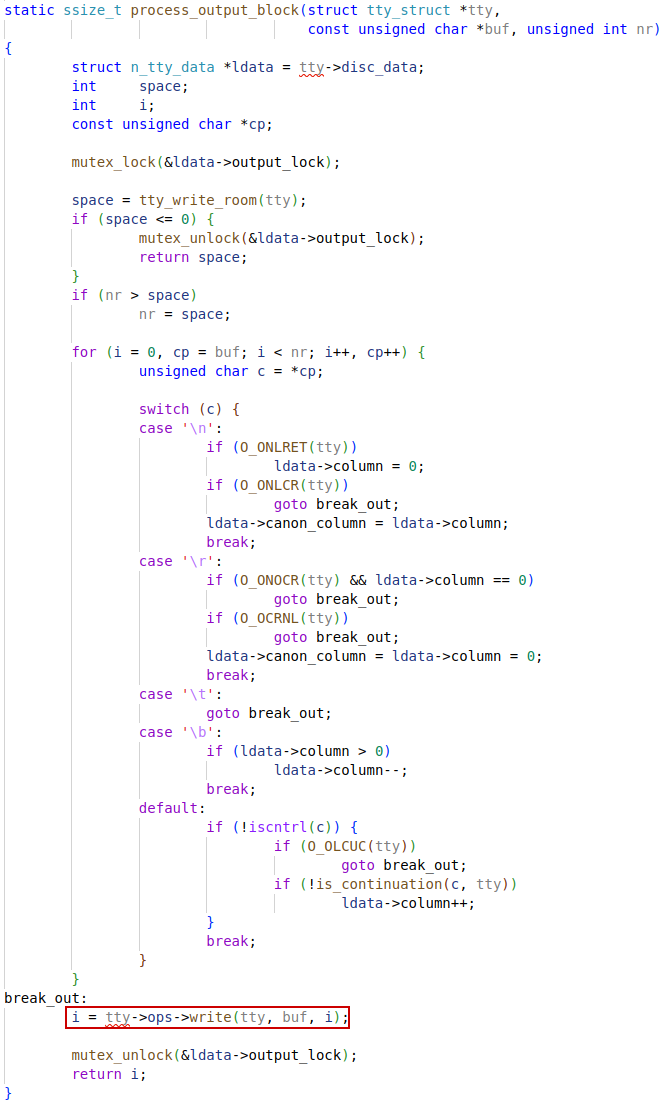 static ssize_t process_output_block(struct tty_struct *tty,
                                    const unsigned char *buf, unsigned int nr)
{
        struct n_tty_data *ldata = tty->disc_data;
        int     space;
        int     i;
        const unsigned char *cp;

        mutex_lock(&ldata->output_lock);

        space = tty_write_room(tty);
        if (space <= 0) {
                mutex_unlock(&ldata->output_lock);
                return space;
        }
        if (nr > space)
                nr = space;

        for (i = 0, cp = buf; i < nr; i++, cp++) {
                unsigned char c = *cp;

                switch (c) {
                case '\n':
                        if (O_ONLRET(tty))
                                ldata->column = 0;
                        if (O_ONLCR(tty))
                                goto break_out;
                        ldata->canon_column = ldata->column;
                        break;
                case '\r':
                        if (O_ONOCR(tty) && ldata->column == 0)
                                goto break_out;
                        if (O_OCRNL(tty))
                                goto break_out;
                        ldata->canon_column = ldata->column = 0;
                        break;
                case '\t':
                        goto break_out;
                case '\b':
                        if (ldata->column > 0)
                                ldata->column--;
                        break;
                default:
                        if (!iscntrl(c)) {
                                if (O_OLCUC(tty))
                                        goto break_out;
                                if (!is_continuation(c, tty))
                                        ldata->column++;
                        }
                        break;
                }
        }
break_out:
        i = tty->ops->write(tty, buf, i);

        mutex_unlock(&ldata->output_lock);
        return i;
}